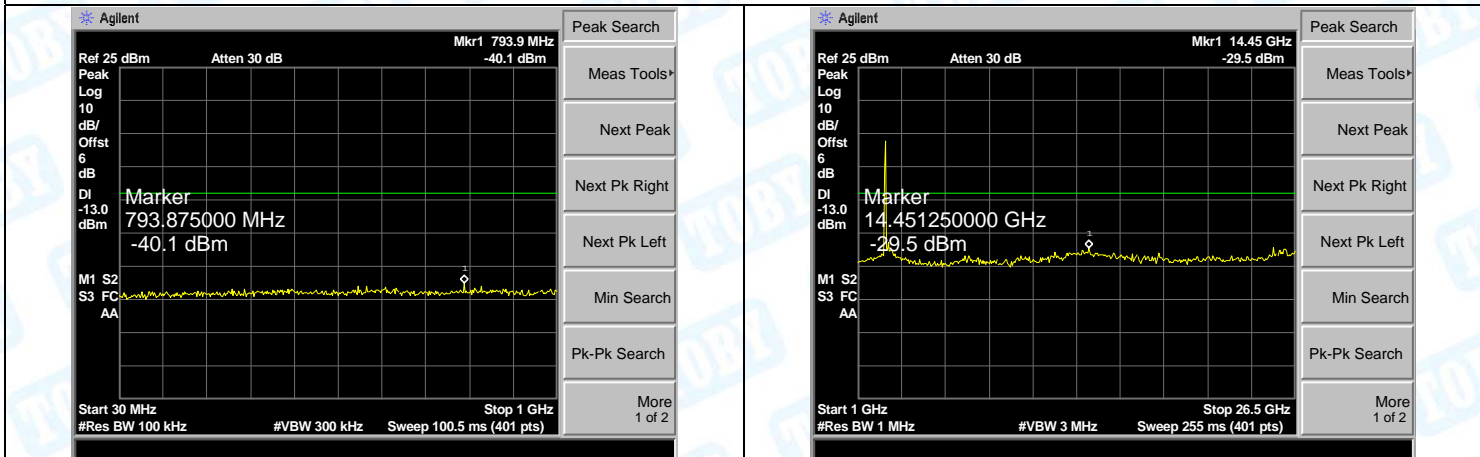 Agilent
Mkr1 793.9 MHz
Ref 25 dBm Atten 30 dB -40.1 dBm
Peak
Log
10
dB/
Offst
6
dB
DI
-13.0
dBm
Marker
793.875000 MHz
-40.1 dBm
1
M1 S2
S3 FC
AA
Start 30 MHz Stop 1 GHz
#Res BW 100 kHz #VBW 300 kHz Sweep 100.5 ms (401 pts)
Peak Search
Meas Tools
Next Peak
Next Pk Right
Next Pk Left
Min Search
Pk-Pk Search
More
1 of 2
Agilent
Mkr1 14.45 GHz
Ref 25 dBm Atten 30 dB -29.5 dBm
Peak
Log
10
dB/
Offst
6
dB
DI
-13.0
dBm
Marker
14.451250000 GHz
-29.5 dBm
1
M1 S2
S3 FC
AA
Start 1 GHz Stop 26.5 GHz
#Res BW 1 MHz #VBW 3 MHz Sweep 255 ms (401 pts)
Peak Search
Meas Tools
Next Peak
Next Pk Right
Next Pk Left
Min Search
Pk-Pk Search
More
1 of 2
TOBY